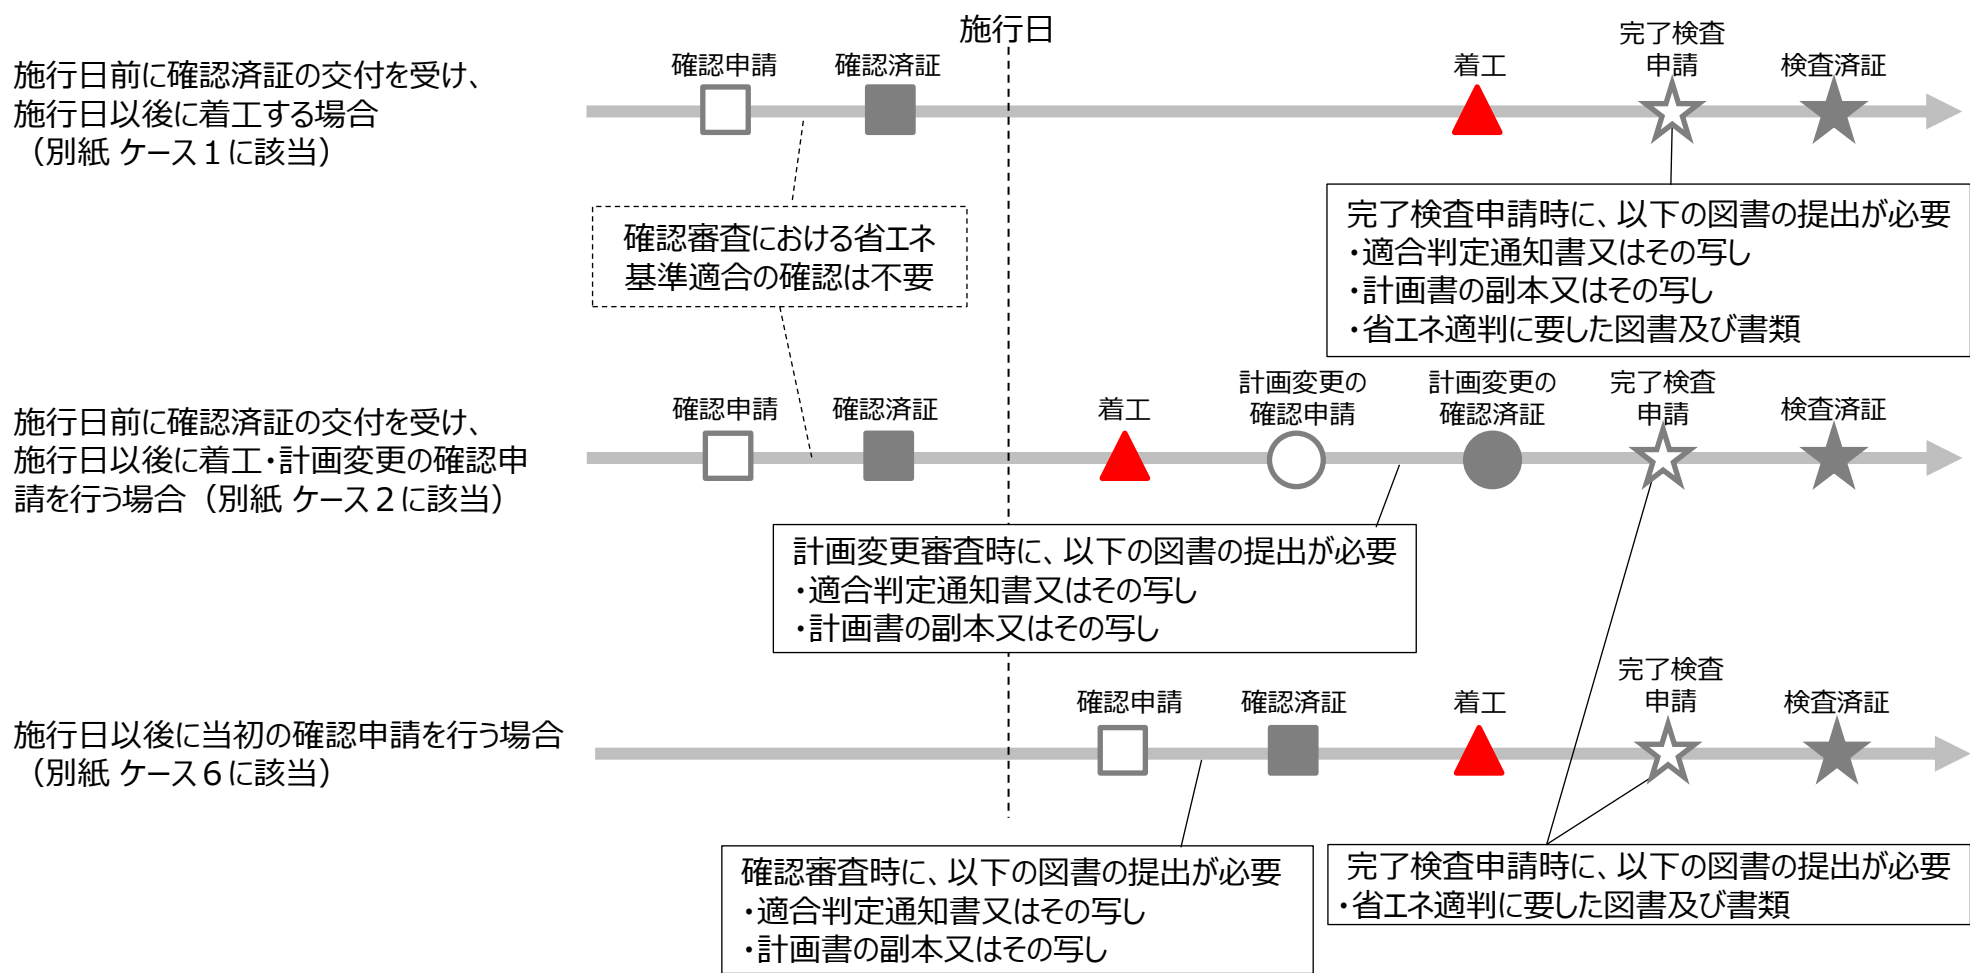 施行日
施行日前に確認済証の交付を受け、
施行日以後に着工する場合
（別紙 ケース１に該当）
確認申請
確認済証
着工
完了検査
申請
検査済証
確認審査における省エネ
基準適合の確認は不要
完了検査申請時に、以下の図書の提出が必要
・適合判定通知書又はその写し
・計画書の副本又はその写し
・省エネ適判に要した図書及び書類
施行日前に確認済証の交付を受け、
施行日以後に着工・計画変更の確認申
請を行う場合（別紙 ケース２に該当）
確認申請
確認済証
着工
計画変更の
確認申請
計画変更の
確認済証
完了検査
申請
検査済証
計画変更審査時に、以下の図書の提出が必要
・適合判定通知書又はその写し
・計画書の副本又はその写し
施行日以後に当初の確認申請を行う場合
（別紙 ケース６に該当）
確認申請
確認済証
着工
完了検査
申請
検査済証
確認審査時に、以下の図書の提出が必要
・適合判定通知書又はその写し
・計画書の副本又はその写し
完了検査申請時に、以下の図書の提出が必要
・省エネ適判に要した図書及び書類